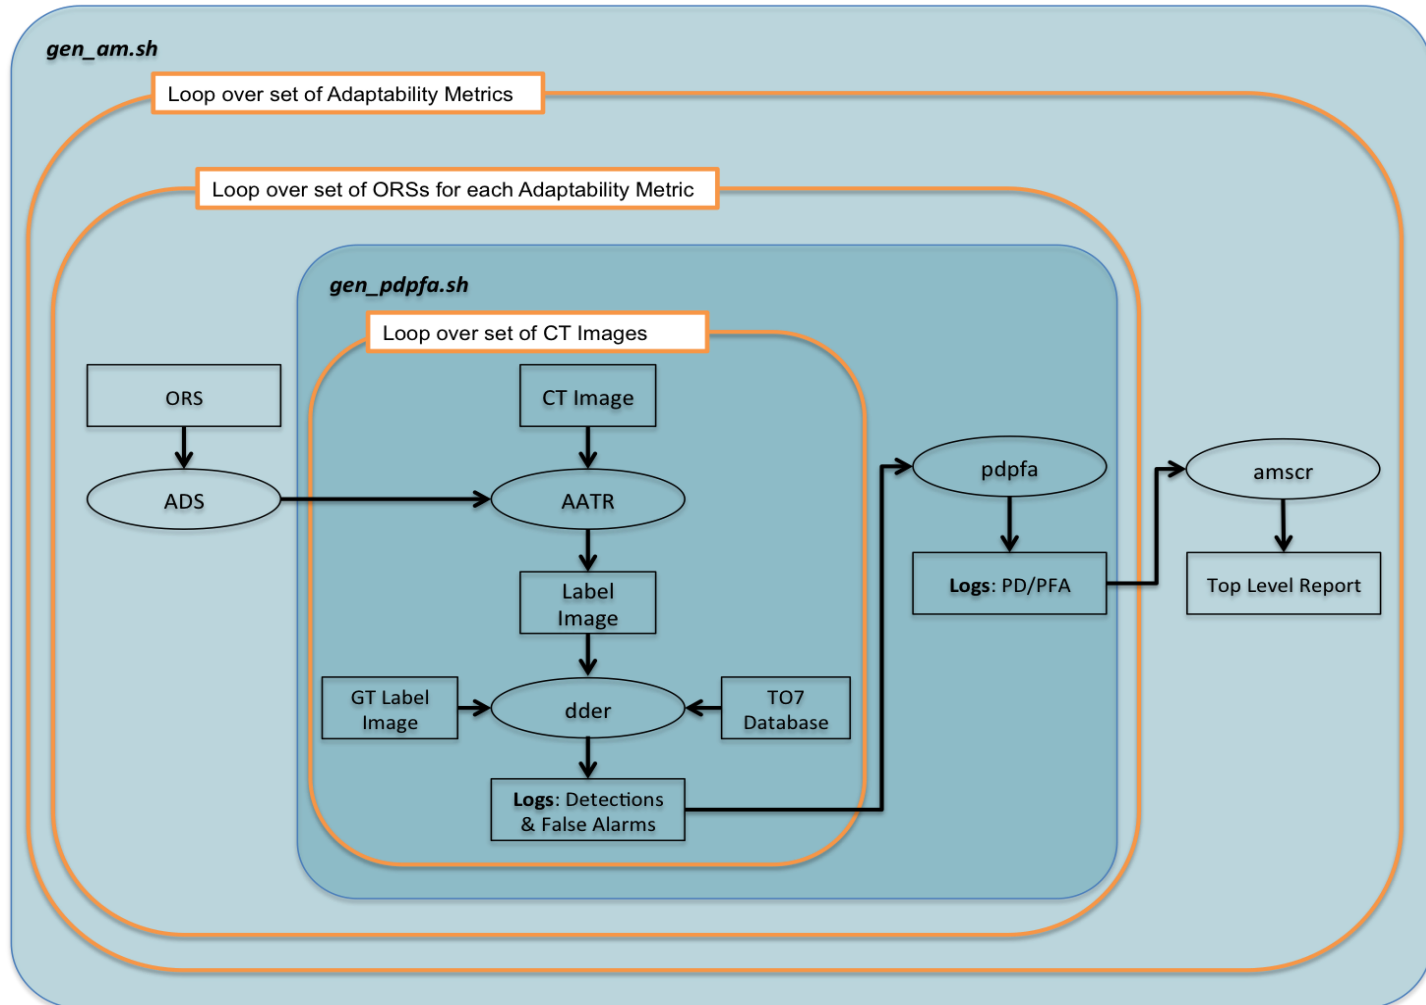 gen_am.sh
Loop over set of Adaptability Metrics
Loop over set of ORSs for each Adaptability Metric
gen_pdpfa.sh
Loop over set of CT Images
ORS
CT Image
ADS
AATR
pdpfa
amscr
Label
Image
Logs: PD/PFA
Top Level Report
GT Label
Image
dder
TO7
Database
Logs: Detections
& False Alarms